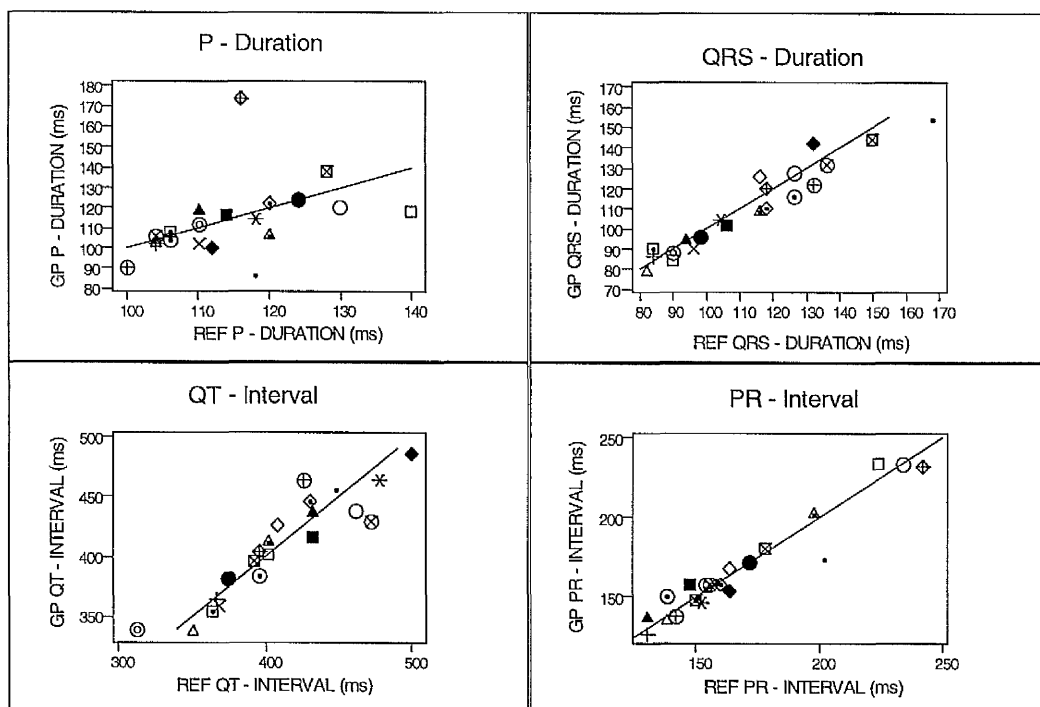 P - Duration
GP P - DURATION (ms)
180
170
160
150
140
130
120
110
100
90
80
100 110 120 130 140
REF P - DURATION (ms)
QRS - Duration
GP QRS - DURATION (ms)
170
160
150
140
130
120
110
100
90
80
70
80 90 100 110 120 130 140 150 160 170
REF QRS - DURATION (ms)
QT - Interval
GP QT - INTERVAL (ms)
500
450
400
350
300 400 500
REF QT - INTERVAL (ms)
PR - Interval
GP PR - INTERVAL (ms)
250
200
150
150 200 250
REF PR - INTERVAL (ms)